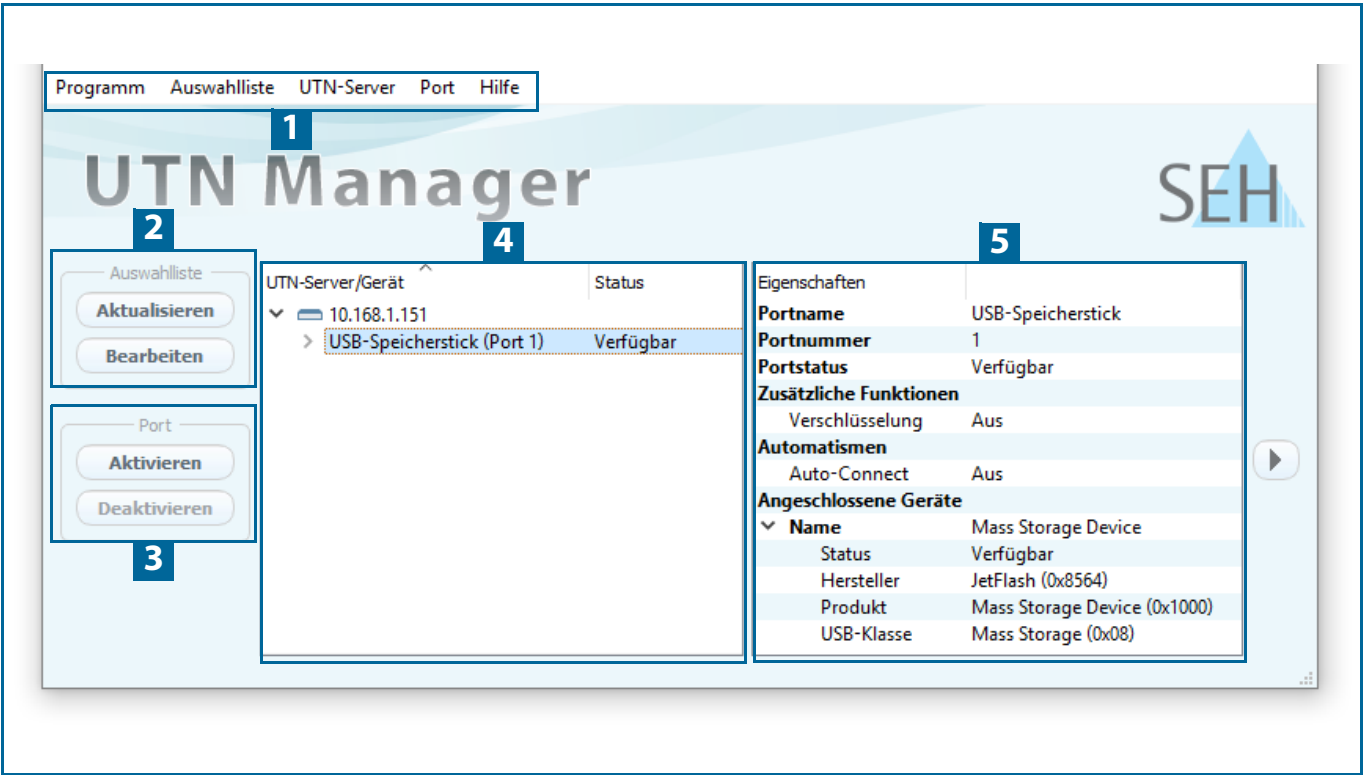 Programm Auswahlliste UTN-Server Port Hilfe
1
UTN Manager
SEH
2
4
5
Auswahlliste
Aktualisieren
Bearbeiten
Port
Aktivieren
Deaktivieren
3
UTN-Server/Gerät Status
10.168.1.151
USB-Speicherstick (Port 1) Verfügbar
Eigenschaften
Portname USB-Speicherstick
Portnummer 1
Portstatus Verfügbar
Zusätzliche Funktionen
Verschlüsselung Aus
Automatismen
Auto-Connect Aus
Angeschlossene Geräte
Name Mass Storage Device
Status Verfügbar
Hersteller JetFlash (0x8564)
Produkt Mass Storage Device (0x1000)
USB-Klasse Mass Storage (0x08)